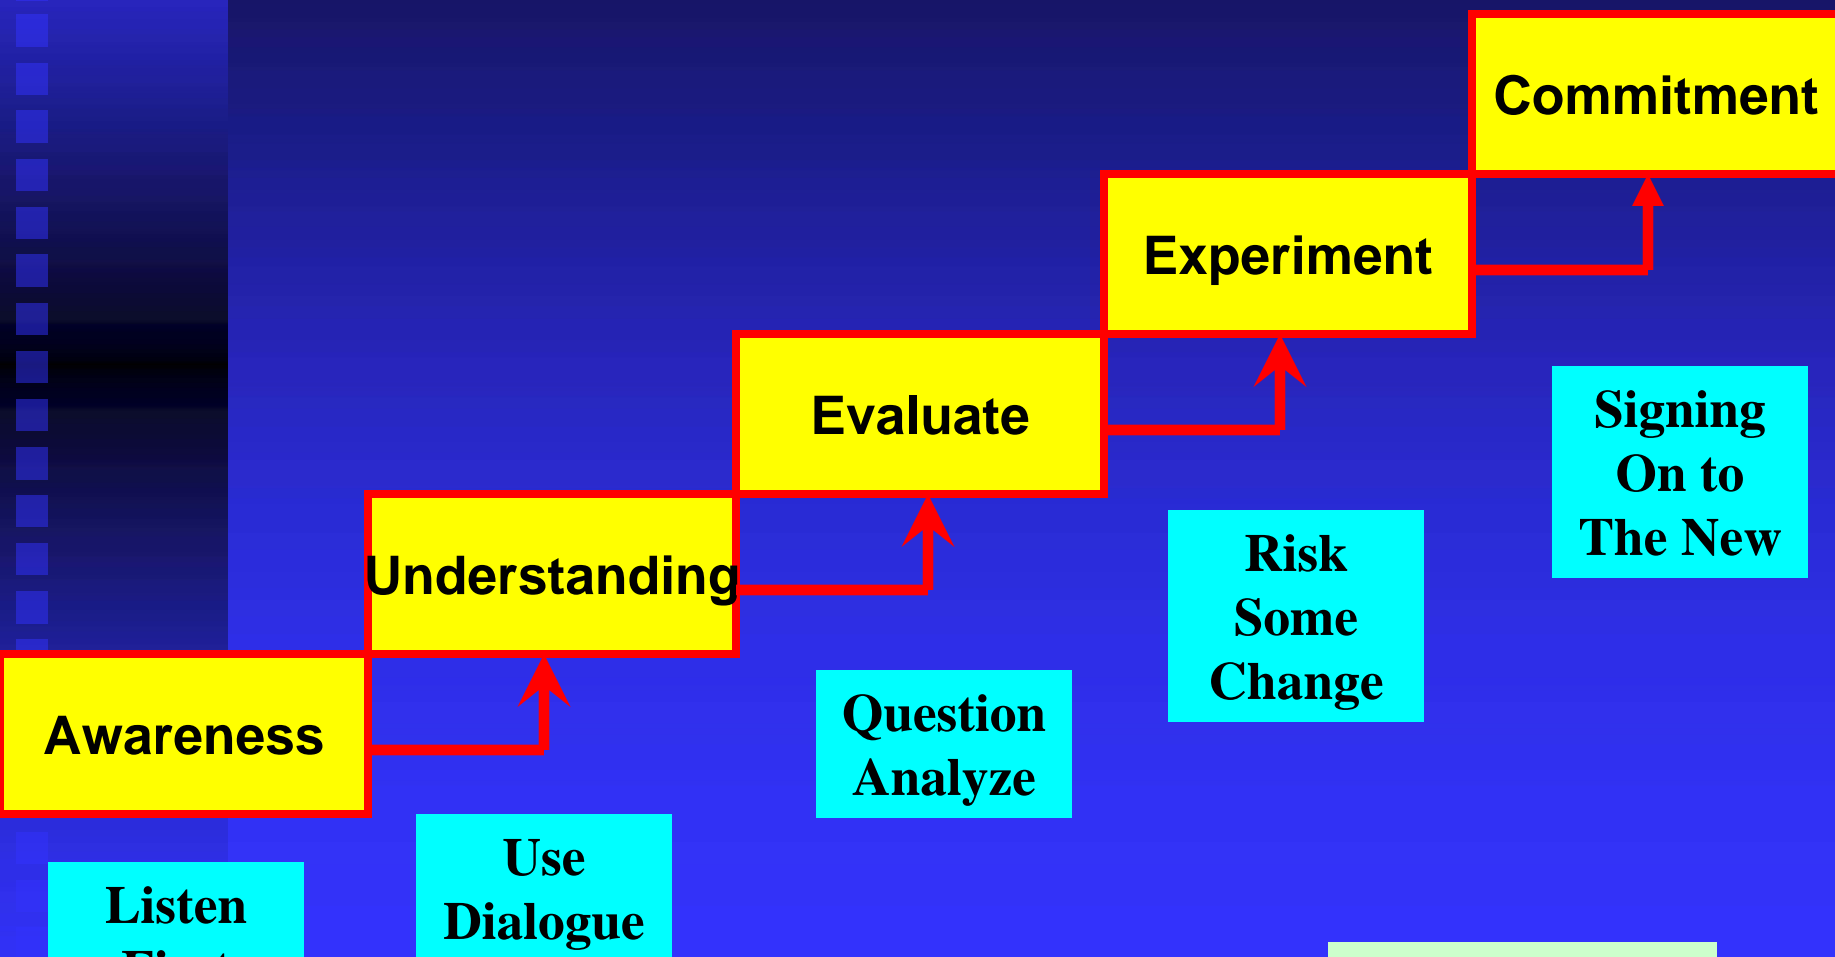 Commitment
Experiment
Evaluate
Understanding
Awareness
Signing
On to
The New
Risk
Some
Change
Question
Analyze
Use
Dialogue
Listen